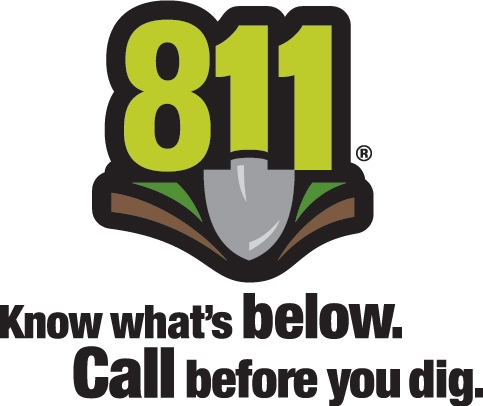 811®
Know what's below.
Call before you dig.